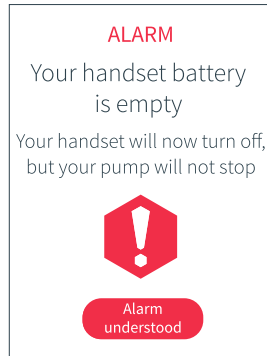 ALARM
Your handset battery
is empty
Your handset will now turn off,
but your pump will not stop
Alarm
understood